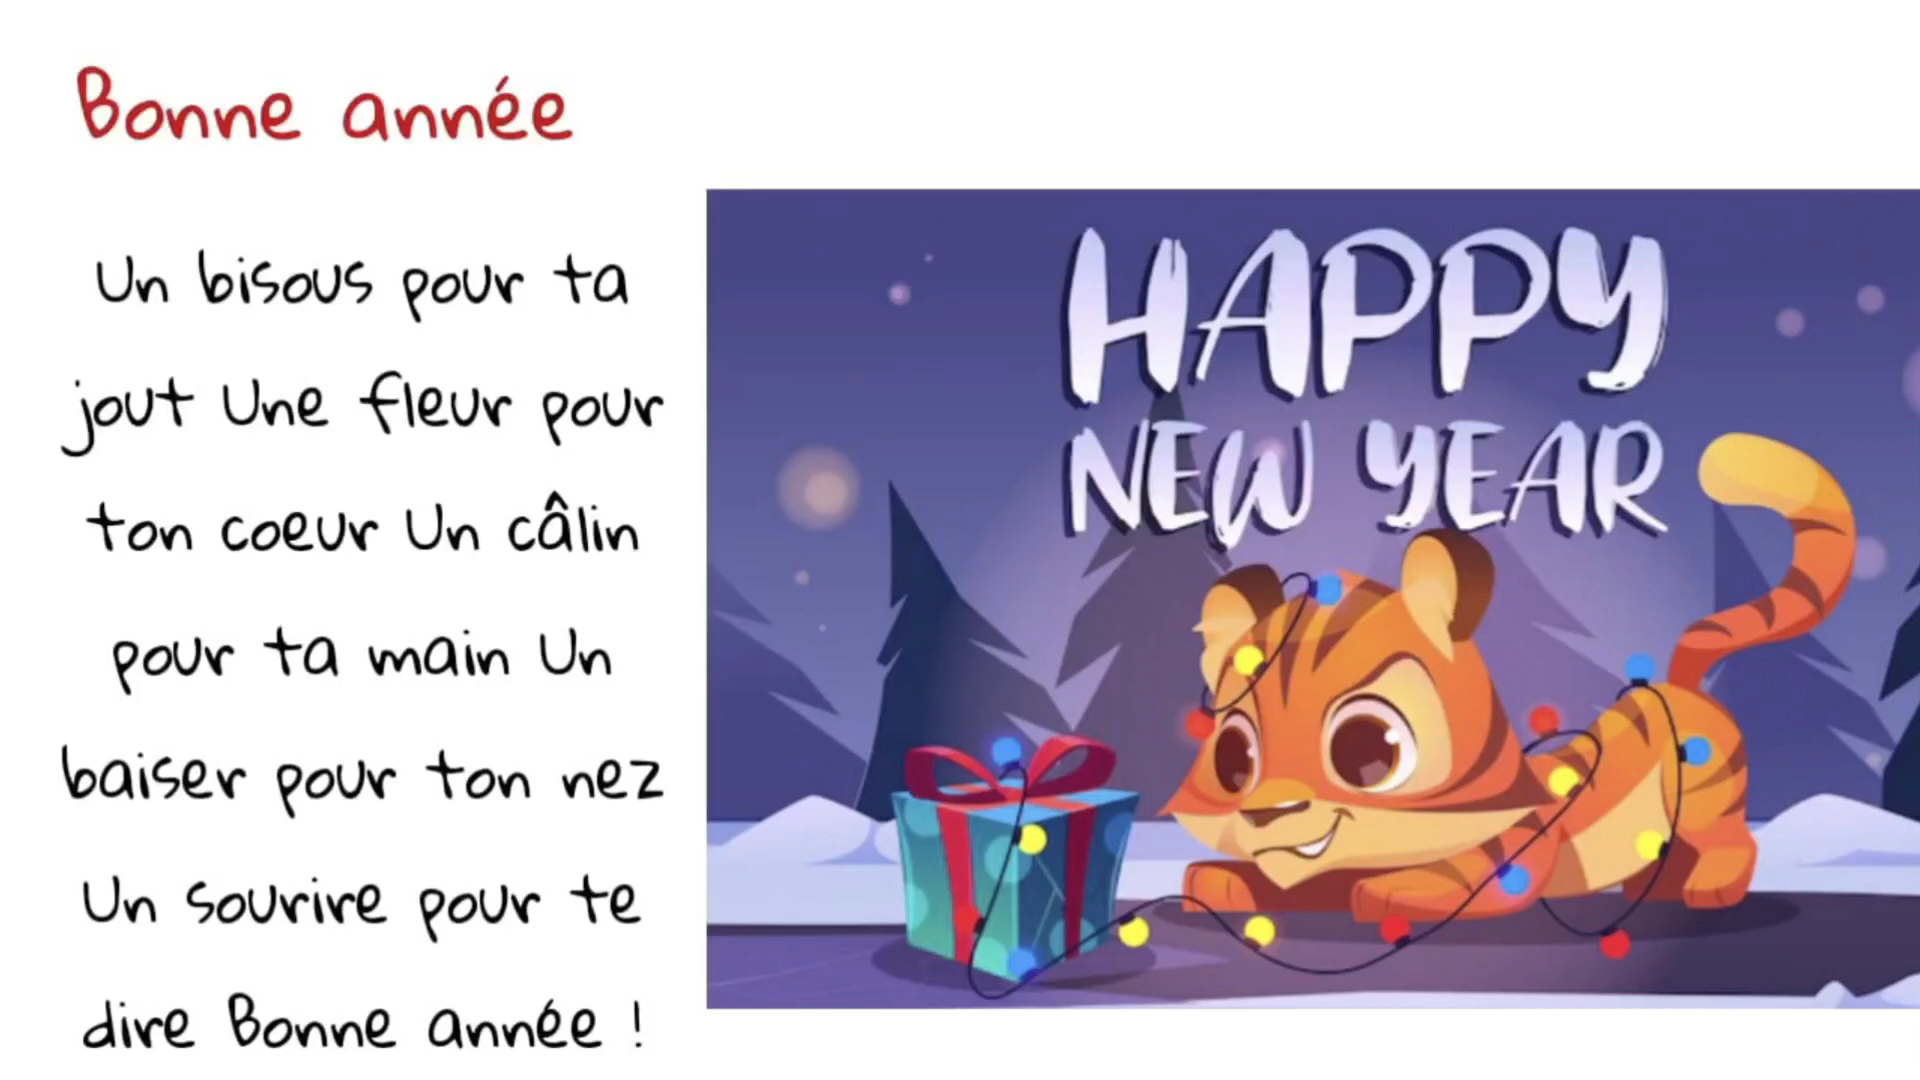 Bonne année
Un bisous pour ta
jout Une fleur pour
ton coeur Un câlin
pour ta main Un
baiser pour ton nez
Un sourire pour te
dire Bonne année !
HAPPY
NEW YEAR